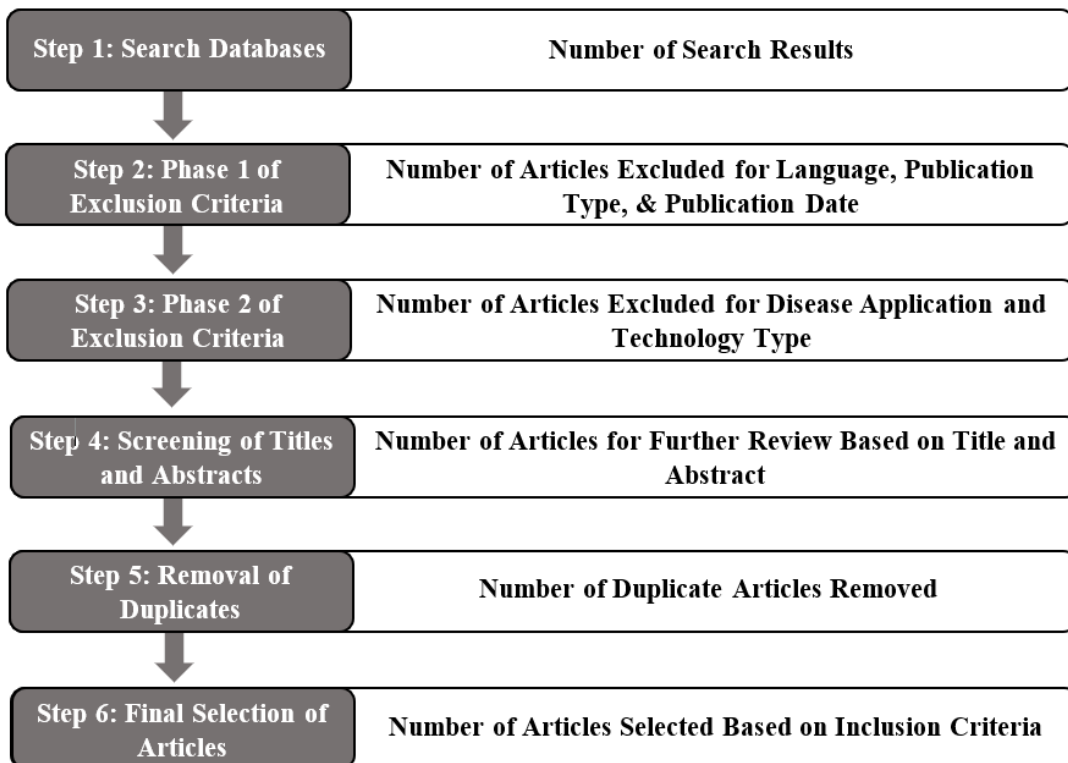 Step 1: Search Databases
Number of Search Results
Step 2: Phase 1 of
Exclusion Criteria
Number of Articles Excluded for Language, Publication
Type, & Publication Date
Step 3: Phase 2 of
Exclusion Criteria
Number of Articles Excluded for Disease Application and
Technology Type
Step 4: Screening of Titles
and Abstracts
Number of Articles for Further Review Based on Title and
Abstract
Step 5: Removal of
Duplicates
Number of Duplicate Articles Removed
Step 6: Final Selection of
Articles
Number of Articles Selected Based on Inclusion Criteria